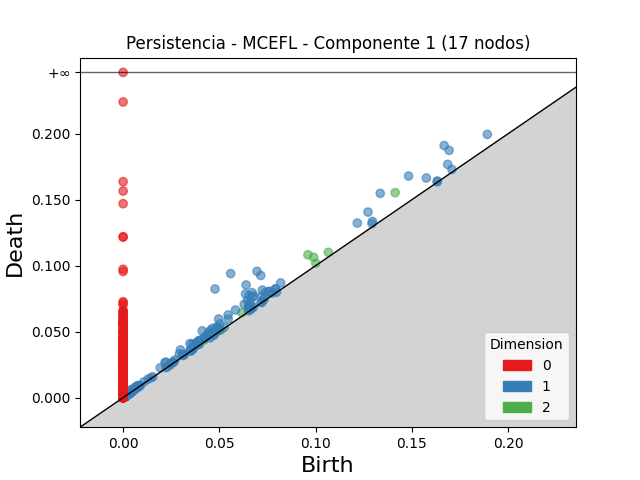 Persistencia - MCEFL - Componente 1 (17 nodos)
+∞
0.200
0.150
0.100
0.050
0.000
Death
Dimension
0
1
2
0.00 0.05 0.10 0.15 0.20
Birth